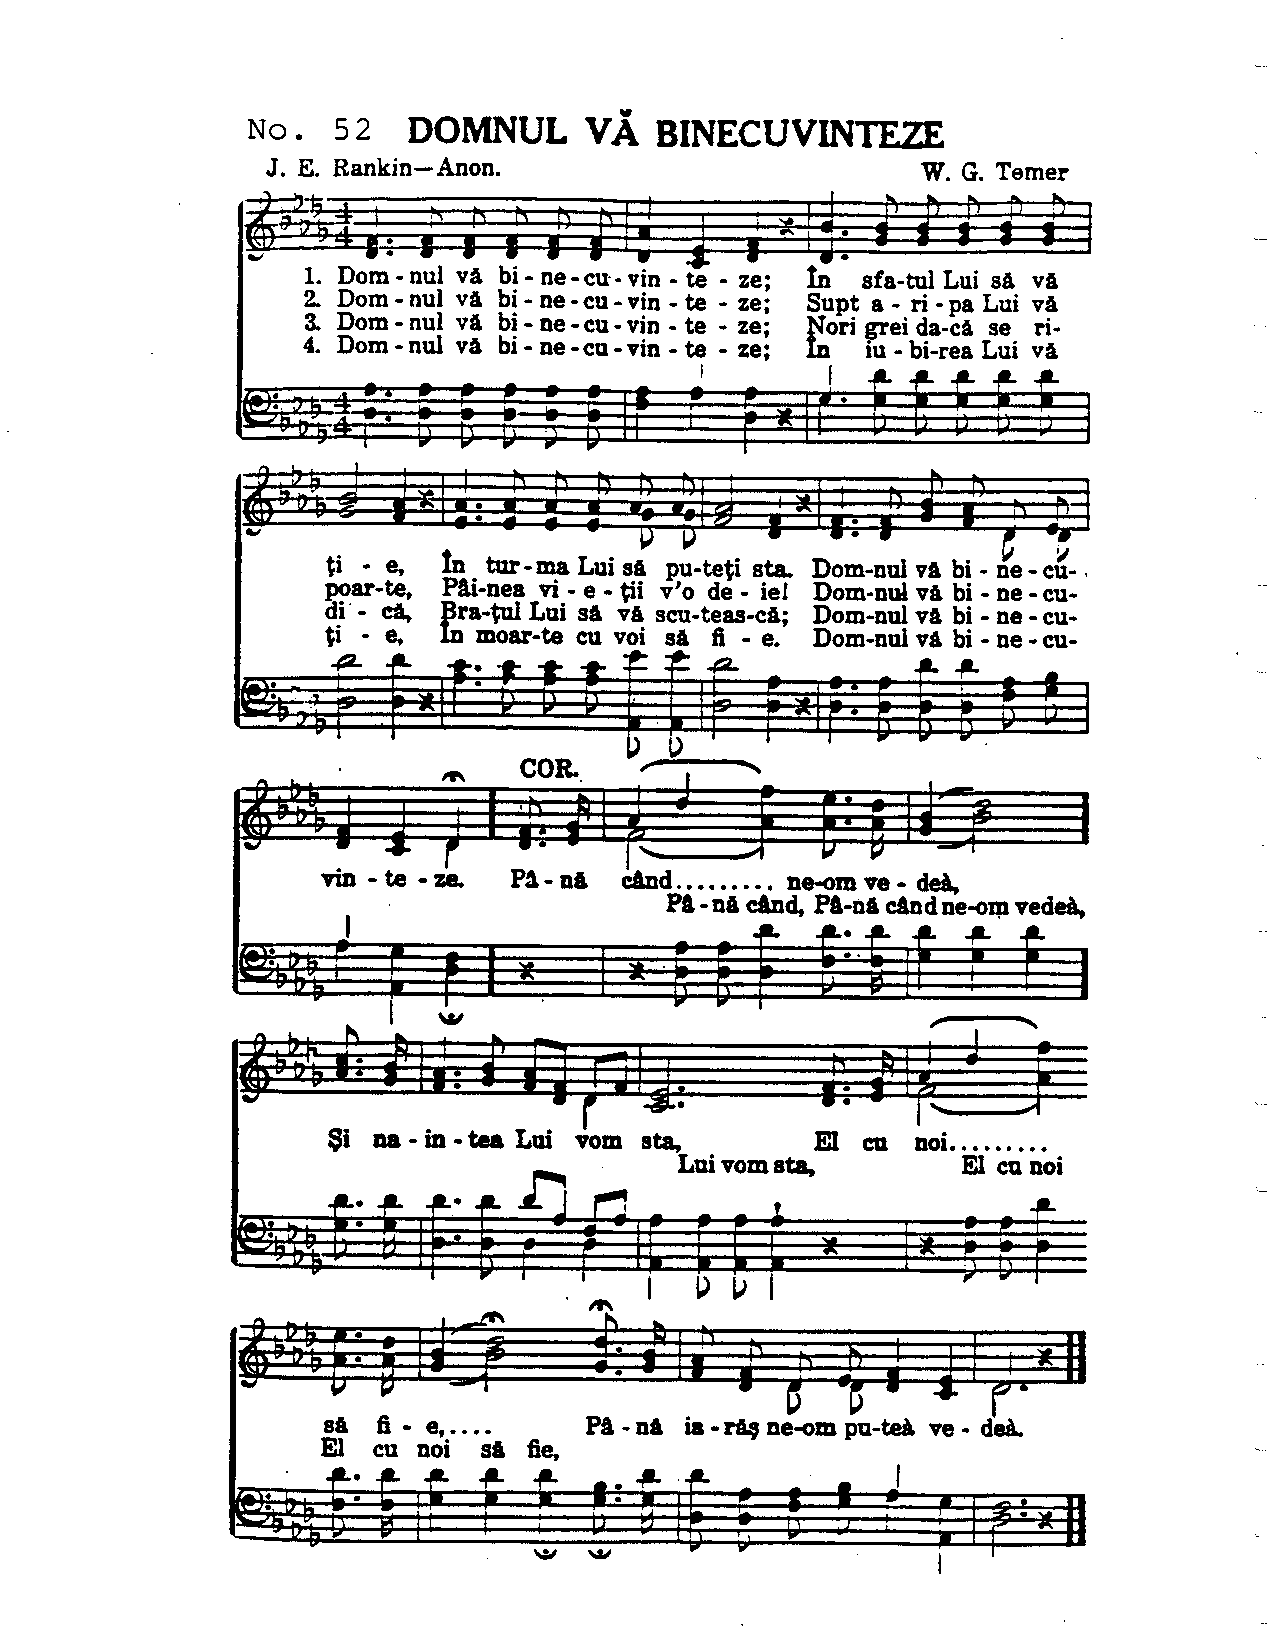 No. 52 DOMNUL VĂ BINECUVINTEZE
J. E. Rankin—Anon. W. G. Temer
1. Dom - nul vă bi - ne - cu - vin - te - ze; În sfa-tul Lui să vă
2. Dom - nul vă bi - ne - cu - vin - te - ze; Supt a - ri - pa Lui vă
3. Dom - nul vă bi - ne - cu - vin - te - ze; Nori grei da-că se ri-
4. Dom - nul vă bi - ne - cu - vin - te - ze; În iu - bi-rea Lui vă
ți - e, În tur-ma Lui să pu-teți sta. Dom-nul vă bi - ne - cu-
poar-te, Pâi-nea vi - e - ții v'o de - ie! Dom-nul vă bi - ne - cu-
di - că, Bra-țul Lui să vă scu-teas-că; Dom-nul vă bi - ne - cu-
ți - e, În moar-te cu voi să fi - e. Dom-nul vă bi - ne - cu-
COR.
vin - te - ze. Pâ - nă când......... ne-om ve - deà,
Pâ - nă când, Pâ-nă când ne-om vedeà,
Și na - in - tea Lui vom sta, El cu noi.........
Lui vom sta, El cu noi
să fi - e,.... Pâ - nă ia - răș ne-om pu-teà ve - deà.
El cu noi să fie,